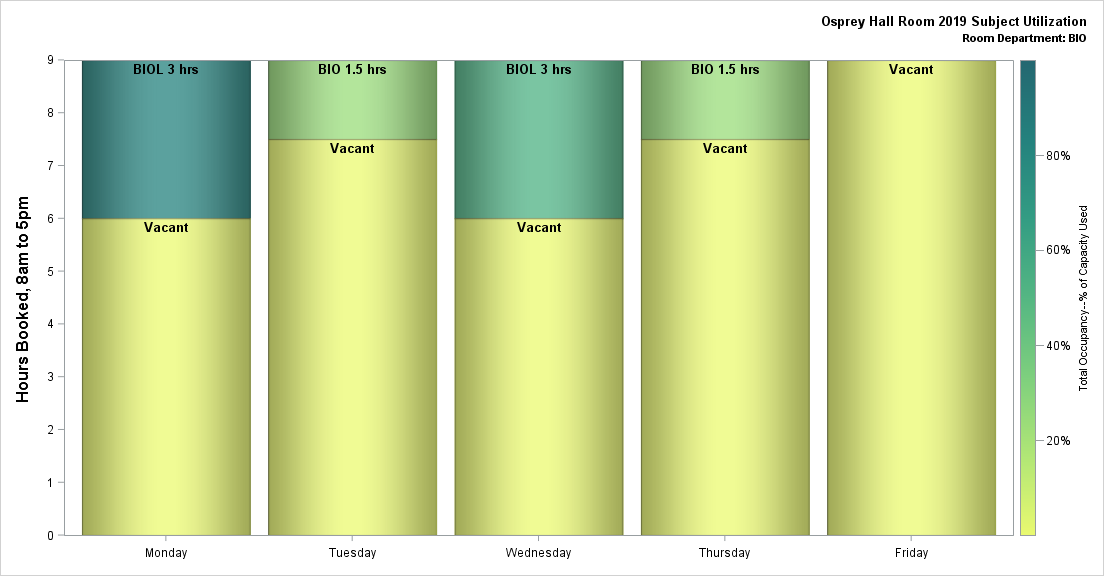 Osprey Hall Room 2019 Subject Utilization
Room Department: BIO
Hours Booked, 8am to 5pm
9
8
7
6
5
4
3
2
1
0
BIOL 3 hrs
Vacant
BIO 1.5 hrs
Vacant
BIOL 3 hrs
Vacant
BIO 1.5 hrs
Vacant
Vacant
Monday
Tuesday
Wednesday
Thursday
Friday
80%
60%
40%
20%
Total Occupancy--% of Capacity Used